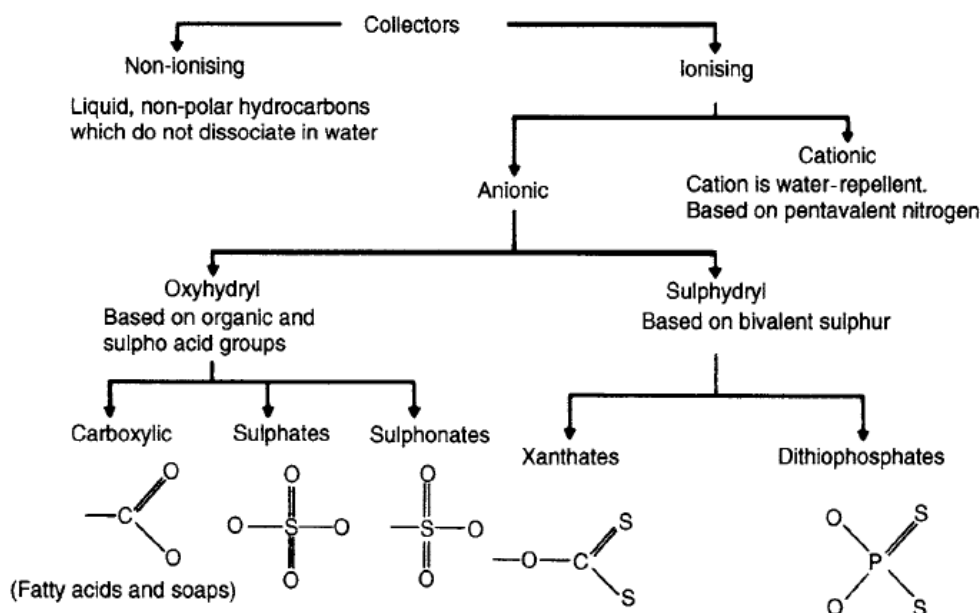 Collectors
Non-ionising
Ionising
Liquid, non-polar hydrocarbons
which do not dissociate in water
Cationic
Cation is water-repellent.
Based on pentavalent nitrogen
Anionic
Oxyhydryl
Based on organic and
sulpho acid groups
Sulphydryl
Based on bivalent sulphur
Carboxylic
Sulphates
Sulphonates
Xanthates
Dithiophosphates
O
C
O
(Fatty acids and soaps)
O
O S O
O
O
S O
O
S
O C
S
O S
P
O S